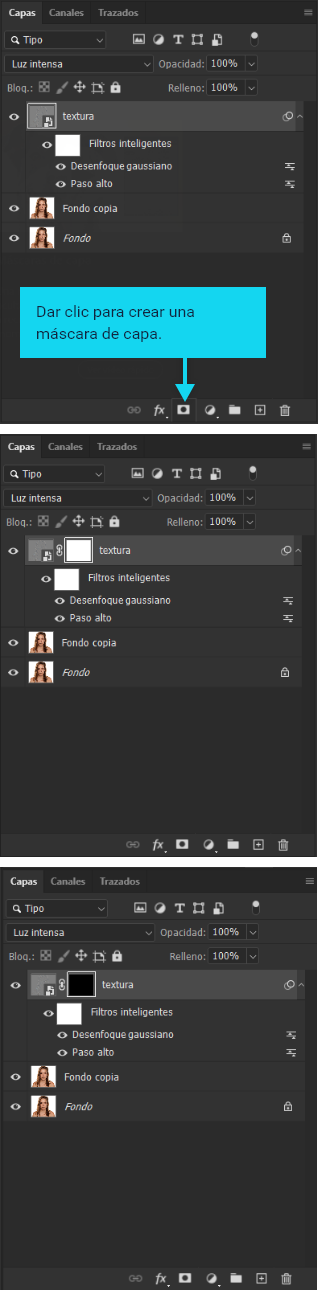 Capas Canales Trazados
Tipo
Luz intensa Opacidad: 100%
Bloq.: Relleno: 100%
textura
Filtros inteligentes
Desenfoque gaussiano
Paso alto
Fondo copia
Fondo
Dar clic para crear una
máscara de capa.
fx
Capas Canales Trazados
Tipo
Luz intensa Opacidad: 100%
Bloq.: Relleno: 100%
textura
Filtros inteligentes
Desenfoque gaussiano
Paso alto
Fondo copia
Fondo
fx
Capas Canales Trazados
Tipo
Luz intensa Opacidad: 100%
Bloq.: Relleno: 100%
textura
Filtros inteligentes
Desenfoque gaussiano
Paso alto
Fondo copia
Fondo
fx